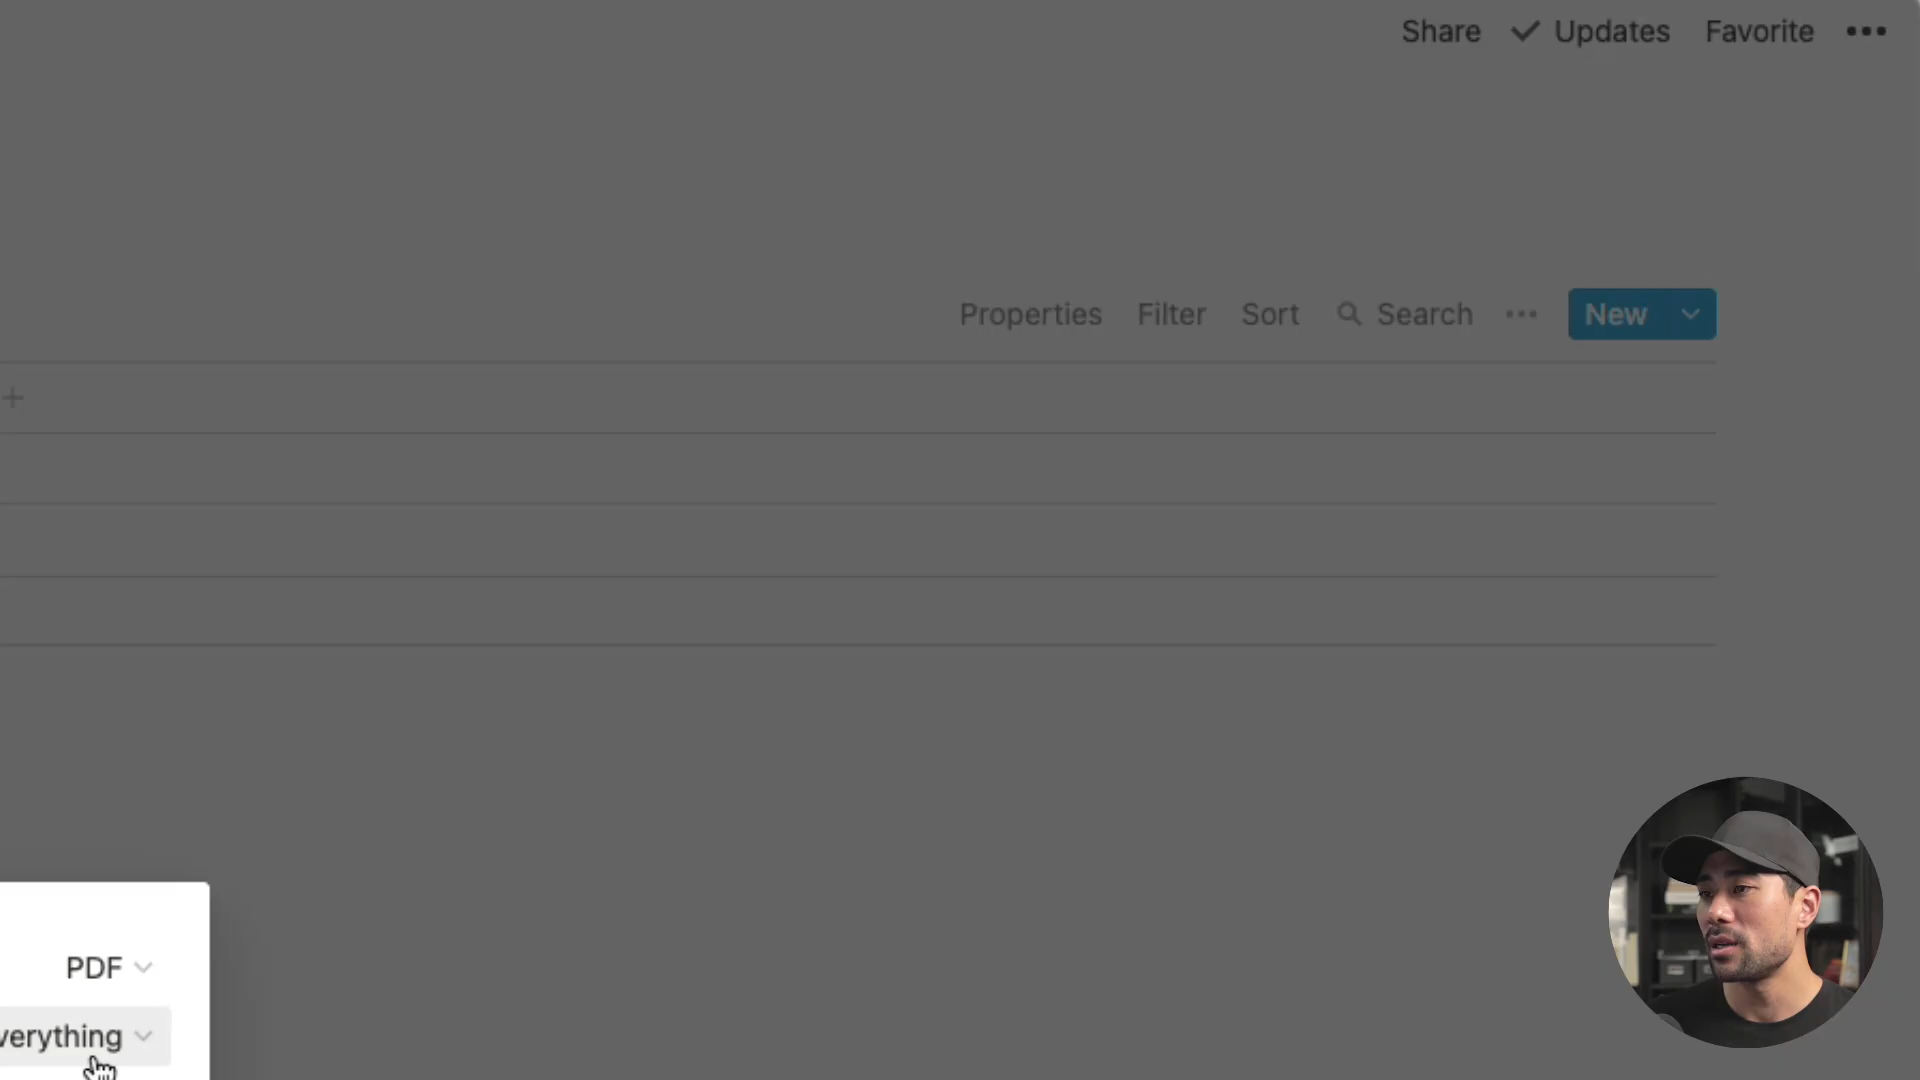 Share ✓ Updates Favorite •••
Properties Filter Sort Search ••• New
+
PDF
verything